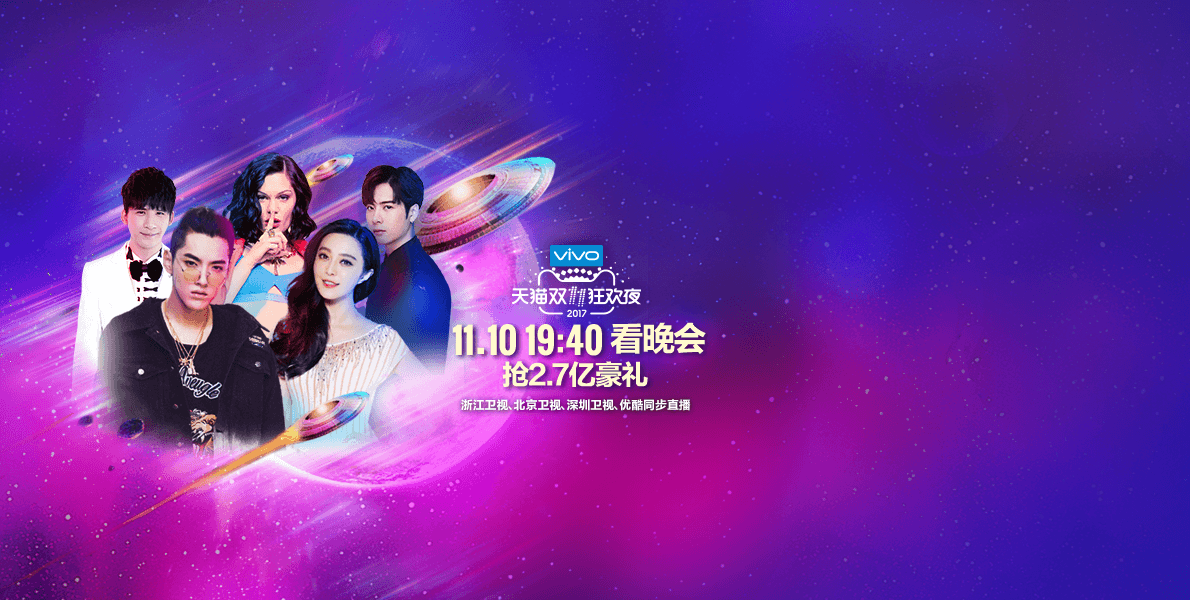 vivo
天猫双11狂欢夜
2017
11.10 19:40 看晚会
抢2.7亿豪礼
浙江卫视、北京卫视、深圳卫视、优酷同步直播